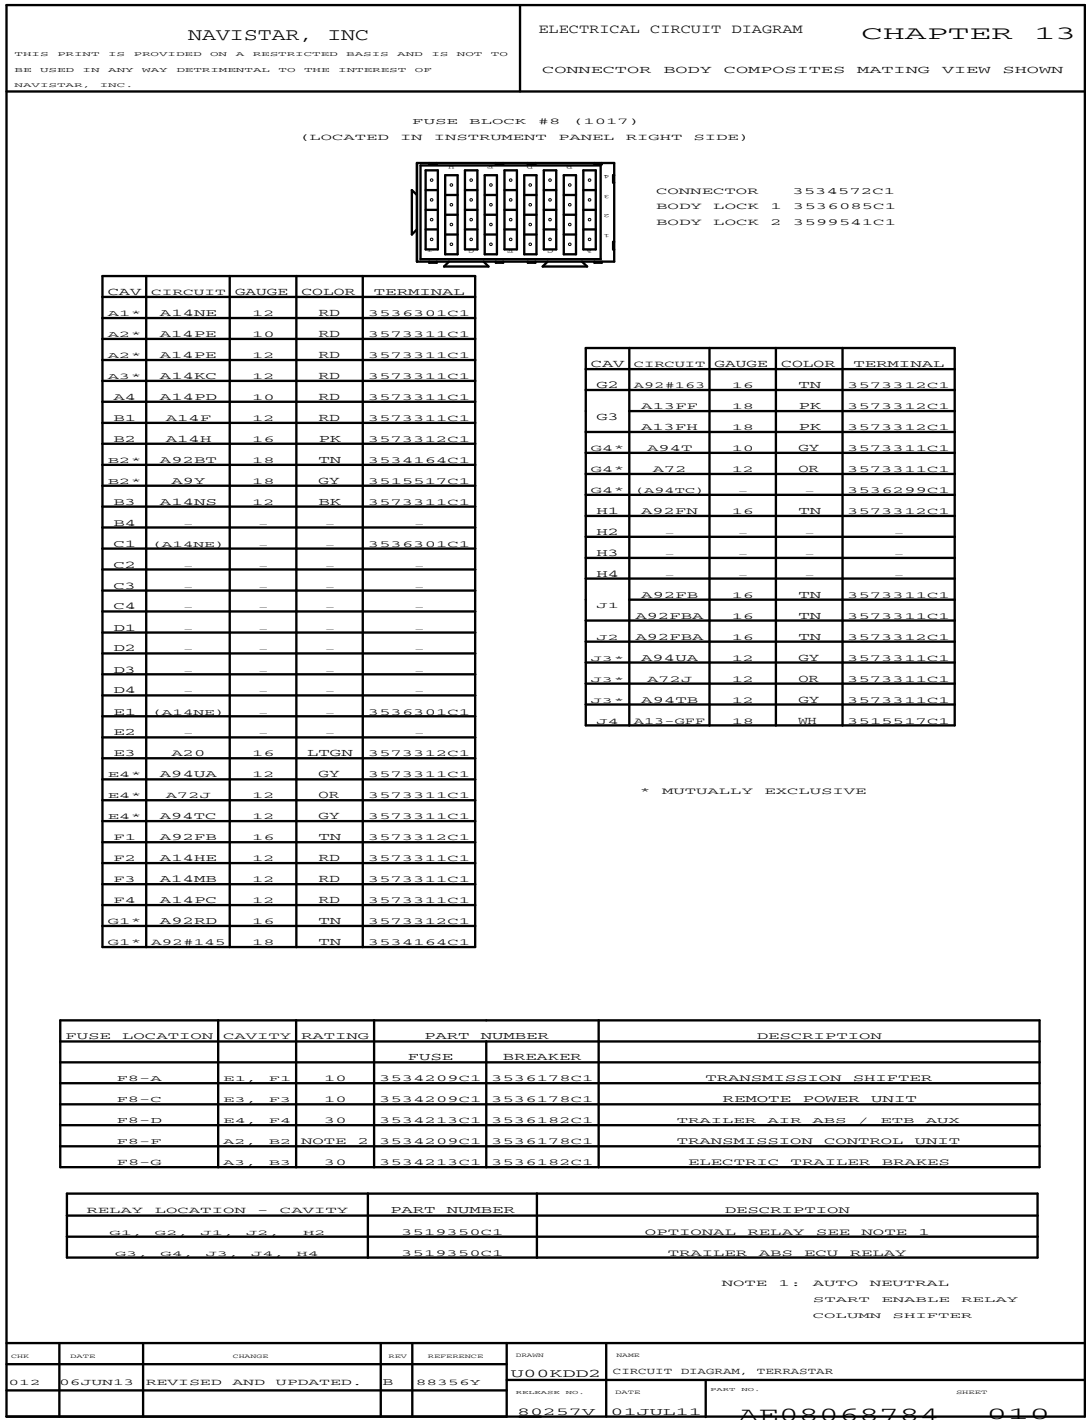 NAVISTAR, INC
THIS PRINT IS PROVIDED ON A RESTRICTED BASIS AND IS NOT TO
BE USED IN ANY WAY DETRIMENTAL TO THE INTEREST OF
NAVISTAR, INC.
ELECTRICAL CIRCUIT DIAGRAM CHAPTER 13
CONNECTOR BODY COMPOSITES MATING VIEW SHOWN
FUSE BLOCK #8 (1017)
(LOCATED IN INSTRUMENT PANEL RIGHT SIDE)
CONNECTOR 3534572C1
BODY LOCK 1 3536085C1
BODY LOCK 2 3599541C1
CAV CIRCUIT GAUGE COLOR TERMINAL
A1* A14NE 12 RD 3536301C1
A2* A14PE 10 RD 3573311C1
A2* A14PE 12 RD 3573311C1
A3* A14KC 12 RD 3573311C1
A4 A14PD 10 RD 3573311C1
B1 A14F 12 RD 3573311C1
B2 A14H 16 PK 3573312C1
B2* A92BT 18 TN 3534164C1
B2* A9Y 18 GY 3515517C1
B3 A14NS 12 BK 3573311C1
B4 – – – –
C1 (A14NE) – – 3536301C1
C2 – – – –
C3 – – – –
C4 – – – –
D1 – – – –
D2 – – – –
D3 – – – –
D4 – – – –
E1 (A14NE) – – 3536301C1
E2 – – – –
E3 A20 16 LTGN 3573312C1
E4* A94UA 12 GY 3573311C1
E4* A72J 12 OR 3573311C1
E4* A94TC 12 GY 3573311C1
F1 A92FB 16 TN 3573312C1
F2 A14HE 12 RD 3573311C1
F3 A14MB 12 RD 3573311C1
F4 A14PC 12 RD 3573311C1
G1* A92RD 16 TN 3573312C1
G1* A92#145 18 TN 3534164C1
CAV CIRCUIT GAUGE COLOR TERMINAL
G2 A92#163 16 TN 3573312C1
G3 A13FF 18 PK 3573312C1
A13FH 18 PK 3573312C1
G4* A94T 10 GY 3573311C1
G4* A72 12 OR 3573311C1
G4* (A94TC) – – 3536299C1
H1 A92FN 16 TN 3573312C1
H2 – – – –
H3 – – – –
H4 – – – –
J1 A92FB 16 TN 3573311C1
A92FBA 16 TN 3573311C1
J2 A92FBA 16 TN 3573312C1
J3* A94UA 12 GY 3573311C1
J3* A72J 12 OR 3573311C1
J3* A94TB 12 GY 3573311C1
J4 A13-GFF 18 WH 3515517C1
* MUTUALLY EXCLUSIVE
FUSE LOCATION CAVITY RATING PART NUMBER DESCRIPTION
FUSE BREAKER
F8-A E1, F1 10 3534209C1 3536178C1 TRANSMISSION SHIFTER
F8-C E3, F3 10 3534209C1 3536178C1 REMOTE POWER UNIT
F8-D E4, F4 30 3534213C1 3536182C1 TRAILER AIR ABS / ETB AUX
F8-F A2, B2 NOTE 2 3534209C1 3536178C1 TRANSMISSION CONTROL UNIT
F8-G A3, B3 30 3534213C1 3536182C1 ELECTRIC TRAILER BRAKES
RELAY LOCATION – CAVITY PART NUMBER DESCRIPTION
G1, G2, J1, J2, H2 3519350C1 OPTIONAL RELAY SEE NOTE 1
G3, G4, J3, J4, H4 3519350C1 TRAILER ABS ECU RELAY
NOTE 1: AUTO NEUTRAL
START ENABLE RELAY
COLUMN SHIFTER
CHK DATE CHANGE REV REFERENCE DRAWN NAME
012 06JUN13 REVISED AND UPDATED. B 88356Y U00KDD2 CIRCUIT DIAGRAM, TERRASTAR
RELEASE NO. DATE PART NO. SHEET
80257V 01JUL11 AE08068784 010